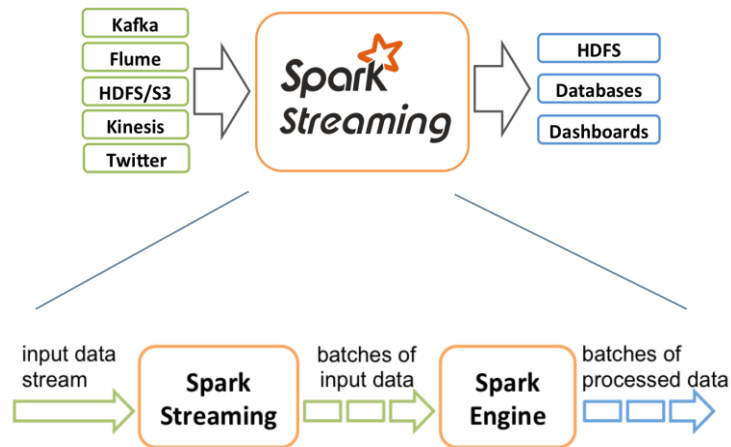 Kafka
Flume
HDFS/S3
Kinesis
Twitter
Spark
Streaming
HDFS
Databases
Dashboards
input data
stream
Spark
Streaming
batches of
input data
Spark
Engine
batches of
processed data